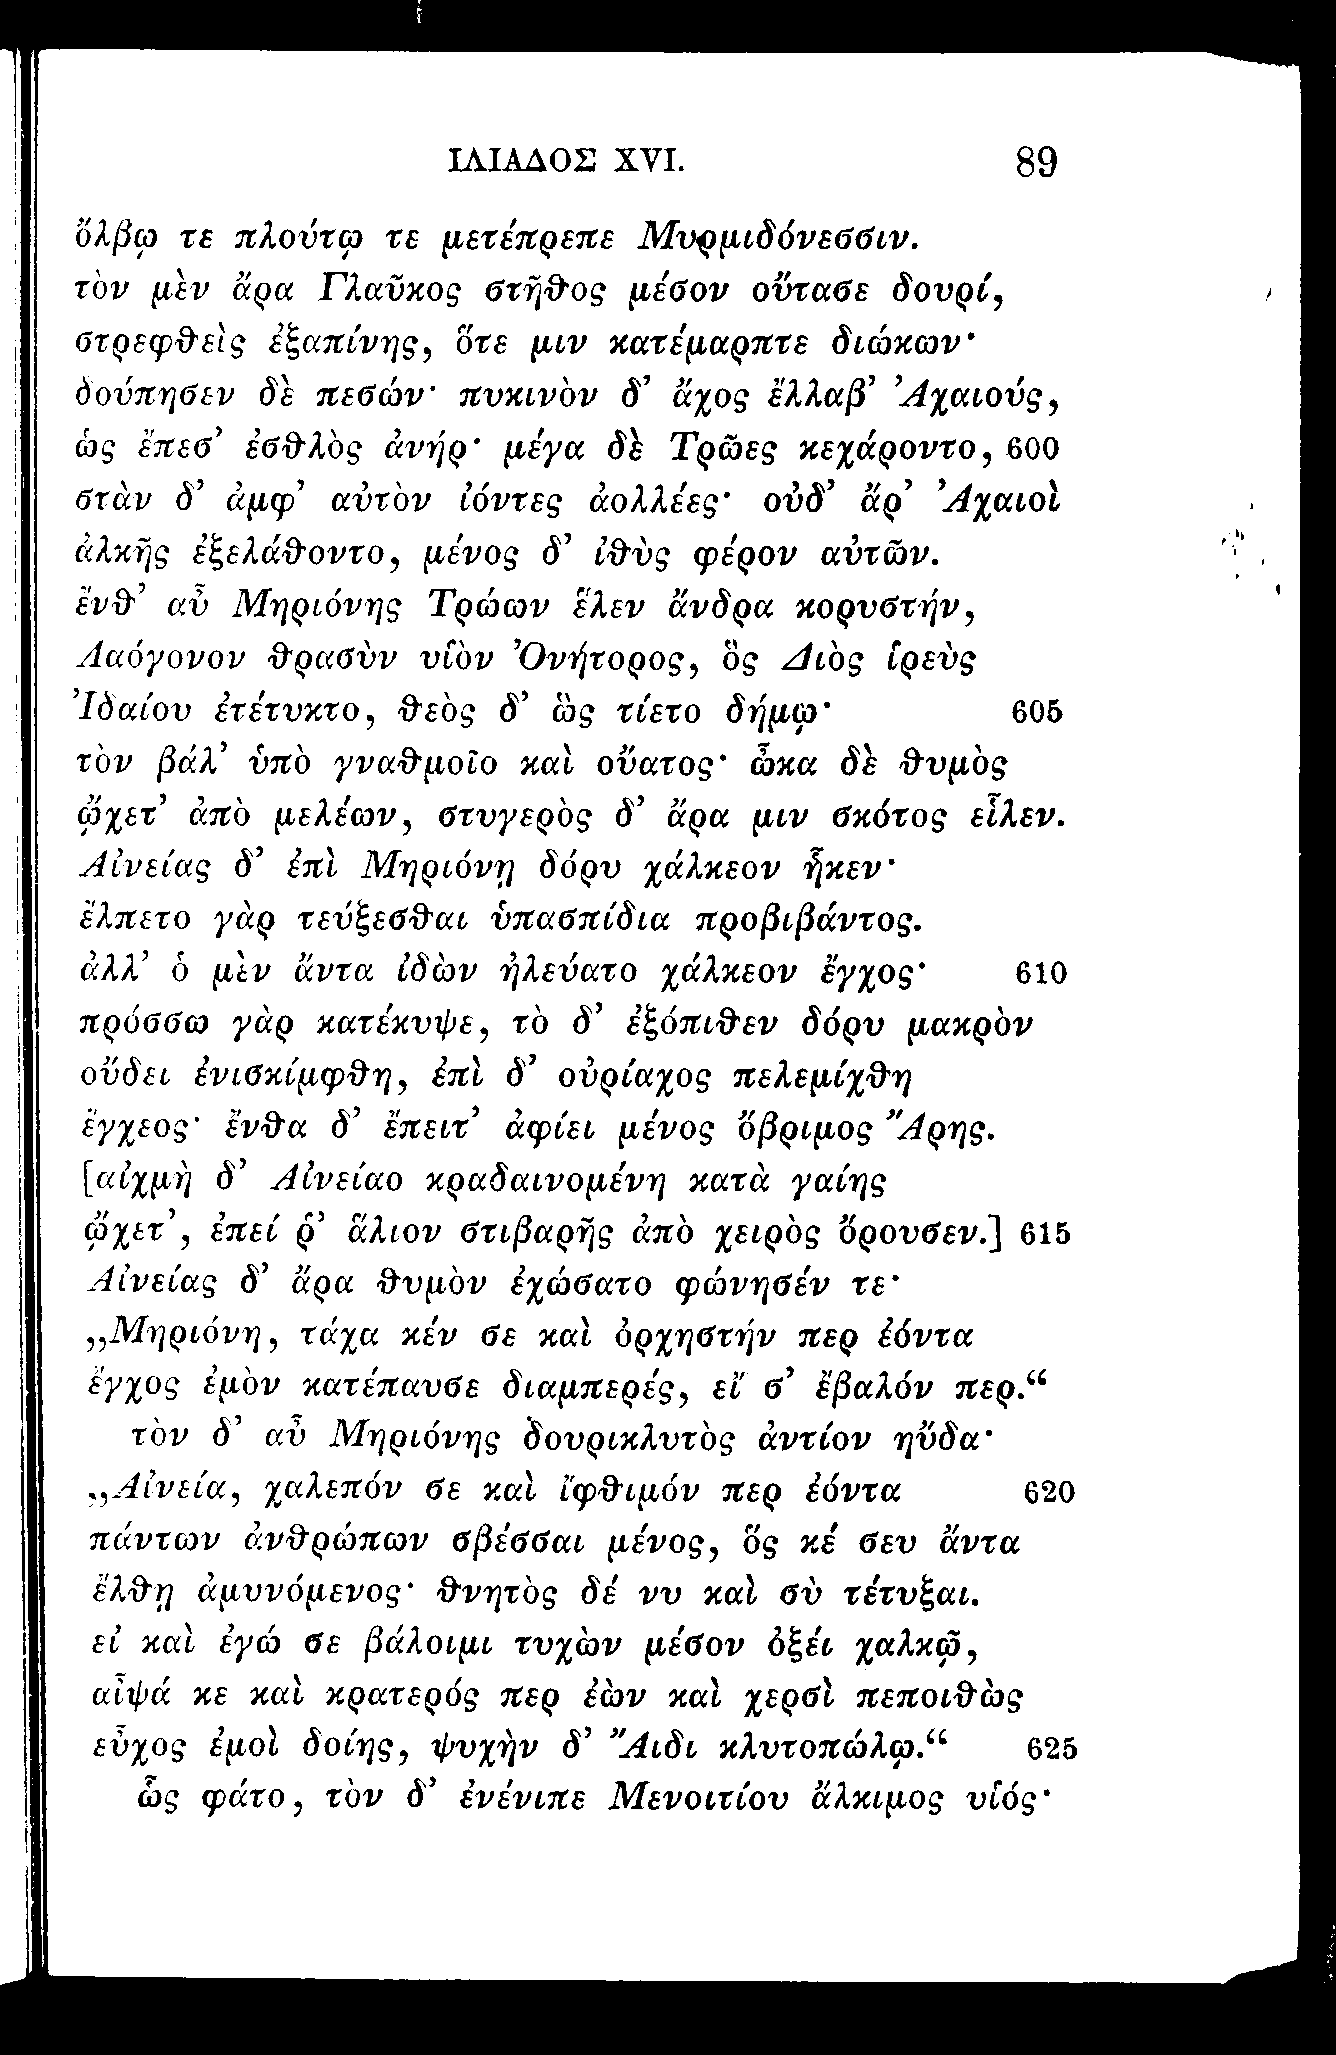 ΙΛΙΑΔΟΣ XVI. 89
ὄλβῳ τε πλούτῳ τε μετέπρεπε Μυρμιδόνεσσιν.
τὸν μὲν ἄρα Γλαῦκος στῆϑος μέσον οὔτασε δουρί,
στρεφϑεὶς ἐξαπίνης, ὅτε μιν κατέμαρπτε διώκων·
δούπησεν δὲ πεσών· πυκινὸν δ’ ἄχος ἔλλαβ’ Ἀχαιούς,
ὡς ἔπεσ’ ἐσϑλὸς ἀνήρ· μέγα δὲ Τρῶες κεχάροντο, 600
στὰν δ’ ἀμφ’ αὐτὸν ἰόντες ἀολλέες· οὐδ’ ἄρ’ Ἀχαιοὶ
ἀλκῆς ἐξελάϑοντο, μένος δ’ ἰϑὺς φέρον αὐτῶν.
ἔνϑ’ αὖ Μηριόνης Τρώων ἕλεν ἄνδρα κορυστήν,
Λαόγονον ϑρασὺν υἱὸν Ὀνήτορος, ὃς Διὸς ἱρεὺς
Ἰδαίου ἐτέτυκτο, ϑεὸς δ’ ὣς τίετο δήμῳ· 605
τὸν βάλ’ ὑπὸ γναϑμοῖο καὶ οὔατος· ὦκα δὲ ϑυμὸς
ᾤχετ’ ἀπὸ μελέων, στυγερὸς δ’ ἄρα μιν σκότος εἷλεν.
Αἰνείας δ’ ἐπὶ Μηριόνῃ δόρυ χάλκεον ἧκεν·
ἔλπετο γὰρ τεύξεσϑαι ὑπασπίδια προβιβάντος.
ἀλλ’ ὁ μὲν ἄντα ἰδὼν ἠλεύατο χάλκεον ἔγχος· 610
πρόσσω γὰρ κατέκυψε, τὸ δ’ ἐξόπιϑεν δόρυ μακρὸν
οὔδει ἐνισκίμφϑη, ἐπὶ δ’ οὐρίαχος πελεμίχϑη
ἔγχεος· ἔνϑα δ’ ἔπειτ’ ἀφίει μένος ὄβριμος Ἄρης.
[αἰχμὴ δ’ Αἰνείαο κραδαινομένη κατὰ γαίης
ᾤχετ’, ἐπεί ῥ’ ἅλιον στιβαρῆς ἀπὸ χειρὸς ὄρουσεν.] 615
Αἰνείας δ’ ἄρα ϑυμὸν ἐχώσατο φώνησέν τε·
„Μηριόνη, τάχα κέν σε καὶ ὀρχηστήν περ ἐόντα
ἔγχος ἐμὸν κατέπαυσε διαμπερές, εἴ σ’ ἔβαλόν περ.“
τὸν δ’ αὖ Μηριόνης δουρικλυτὸς ἀντίον ηὔδα·
„Αἰνεία, χαλεπόν σε καὶ ἴφϑιμόν περ ἐόντα 620
πάντων ἀνϑρώπων σβέσσαι μένος, ὅς κέ σευ ἄντα
ἔλϑῃ ἀμυνόμενος· ϑνητὸς δέ νυ καὶ σὺ τέτυξαι.
εἰ καὶ ἐγώ σε βάλοιμι τυχὼν μέσον ὀξέι χαλκῷ,
αἶψά κε καὶ κρατερός περ ἐὼν καὶ χερσὶ πεποιϑὼς
εὖχος ἐμοὶ δοίης, ψυχὴν δ’ Ἄιδι κλυτοπώλῳ.“ 625
ὣς φάτο, τὸν δ’ ἐνένιπε Μενοιτίου ἄλκιμος υἱός·